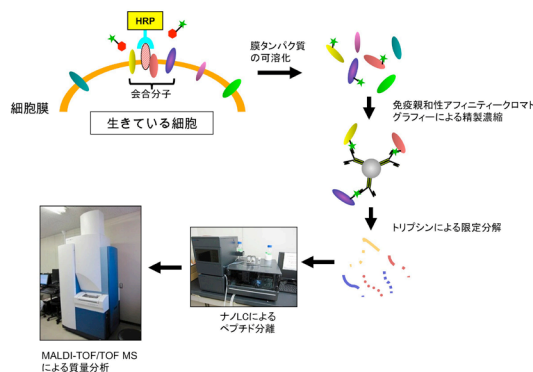 HRP
会合分子
細胞膜
生きている細胞
膜タンパク質
の可溶化
免疫親和性アフィニティークロマト
グラフィーによる精製濃縮
トリプシンによる限定分解
ナノLCによる
ペプチド分離
MALDI-TOF/TOF MS
による質量分析